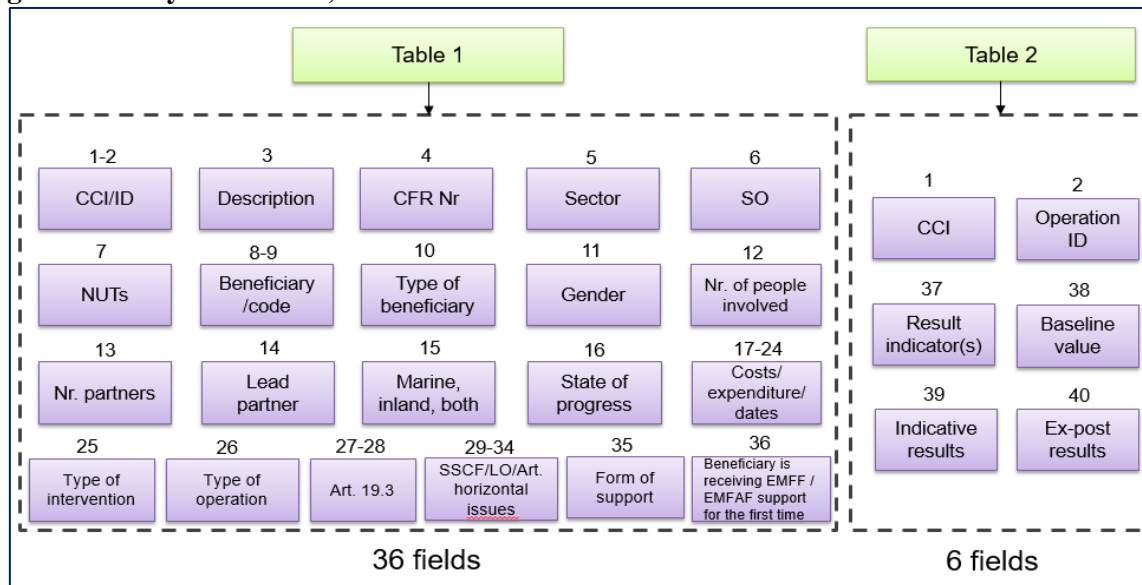 Table 1
Table 2
1-2
3
4
5
6
CCI/ID
Description
CFR Nr
Sector
SO
7
8-9
10
11
12
NUTs
Beneficiary
/code
Type of
beneficiary
Gender
Nr. of people
involved
13
14
15
16
17-24
Nr. partners
Lead
partner
Marine,
inland, both
State of
progress
Costs/
expenditure/
dates
25
26
27-28
29-34
35
36
Type of
intervention
Type of
operation
Art. 19.3
SSCF/LO/Art.
horizontal
issues
Form of
support
Beneficiary is
receiving EMFF /
EMFAF support
for the first time
36 fields
1
2
CCI
Operation
ID
37
38
Result
indicator(s)
Baseline
value
39
40
Indicative
results
Ex-post
results
6 fields